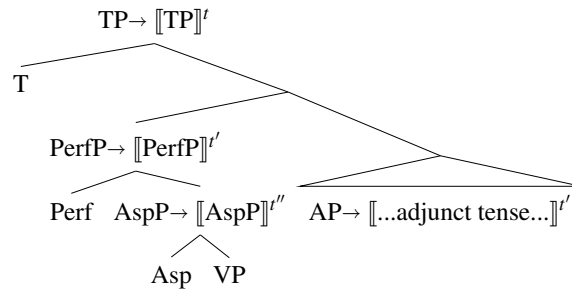 TP→ ⟦TP⟧ᵗ
T
PerfP→ ⟦PerfP⟧ᵗ′
Perf AspP→ ⟦AspP⟧ᵗ″ AP→ ⟦...adjunct tense...⟧ᵗ′
Asp VP